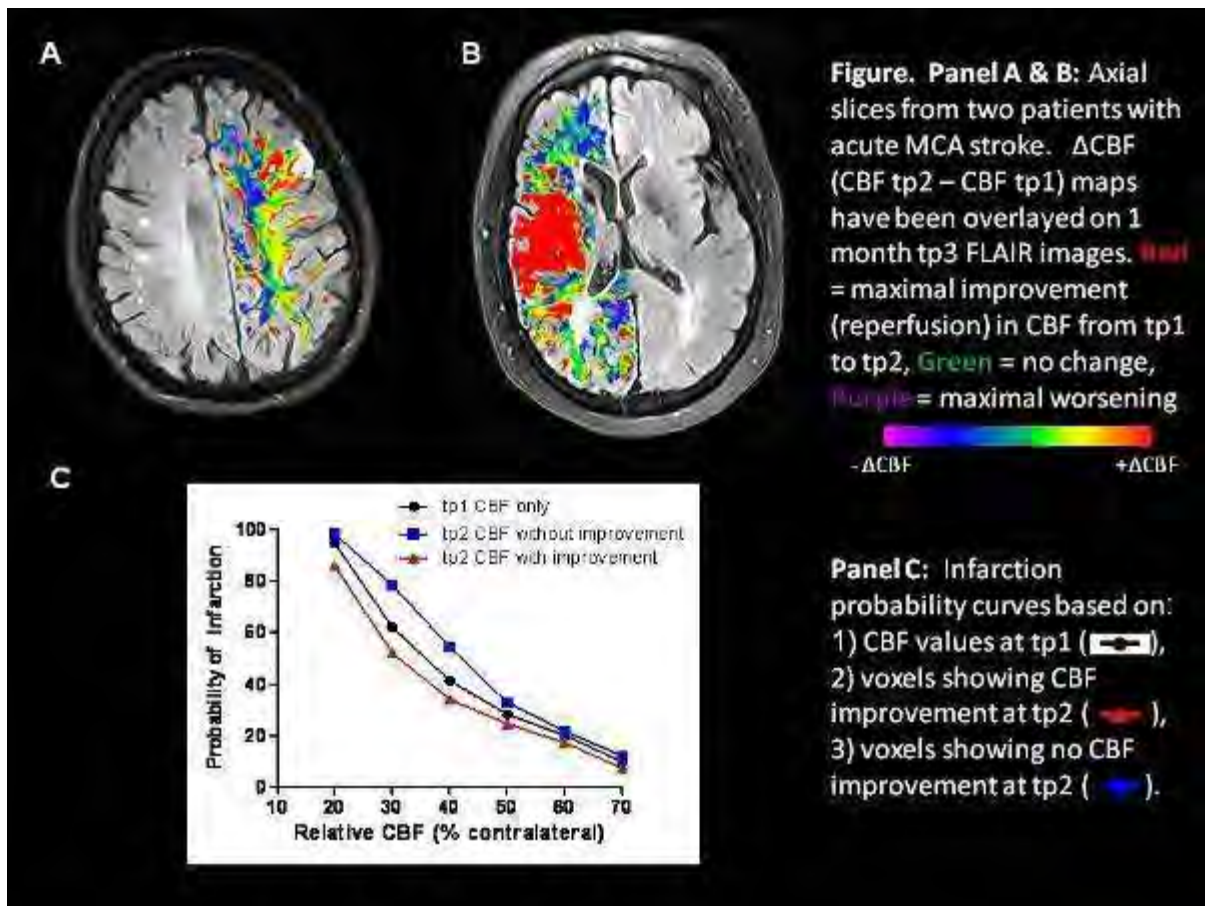 A
B
Figure. Panel A & B: Axial
slices from two patients with
acute MCA stroke. ΔCBF
(CBF tp2 – CBF tp1) maps
have been overlayed on 1
month tp3 FLAIR images. Red
= maximal improvement
(reperfusion) in CBF from tp1
to tp2, Green = no change,
Purple = maximal worsening
-ΔCBF
+ΔCBF
C
tp1 CBF only
tp2 CBF without improvement
tp2 CBF with improvement
Probability of Infarction
100
80
60
40
20
0
10 20 30 40 50 60 70
Relative CBF (% contralateral)
Panel C: Infarction
probability curves based on:
1) CBF values at tp1 ( ),
2) voxels showing CBF
improvement at tp2 ( ),
3) voxels showing no CBF
improvement at tp2 ( ).